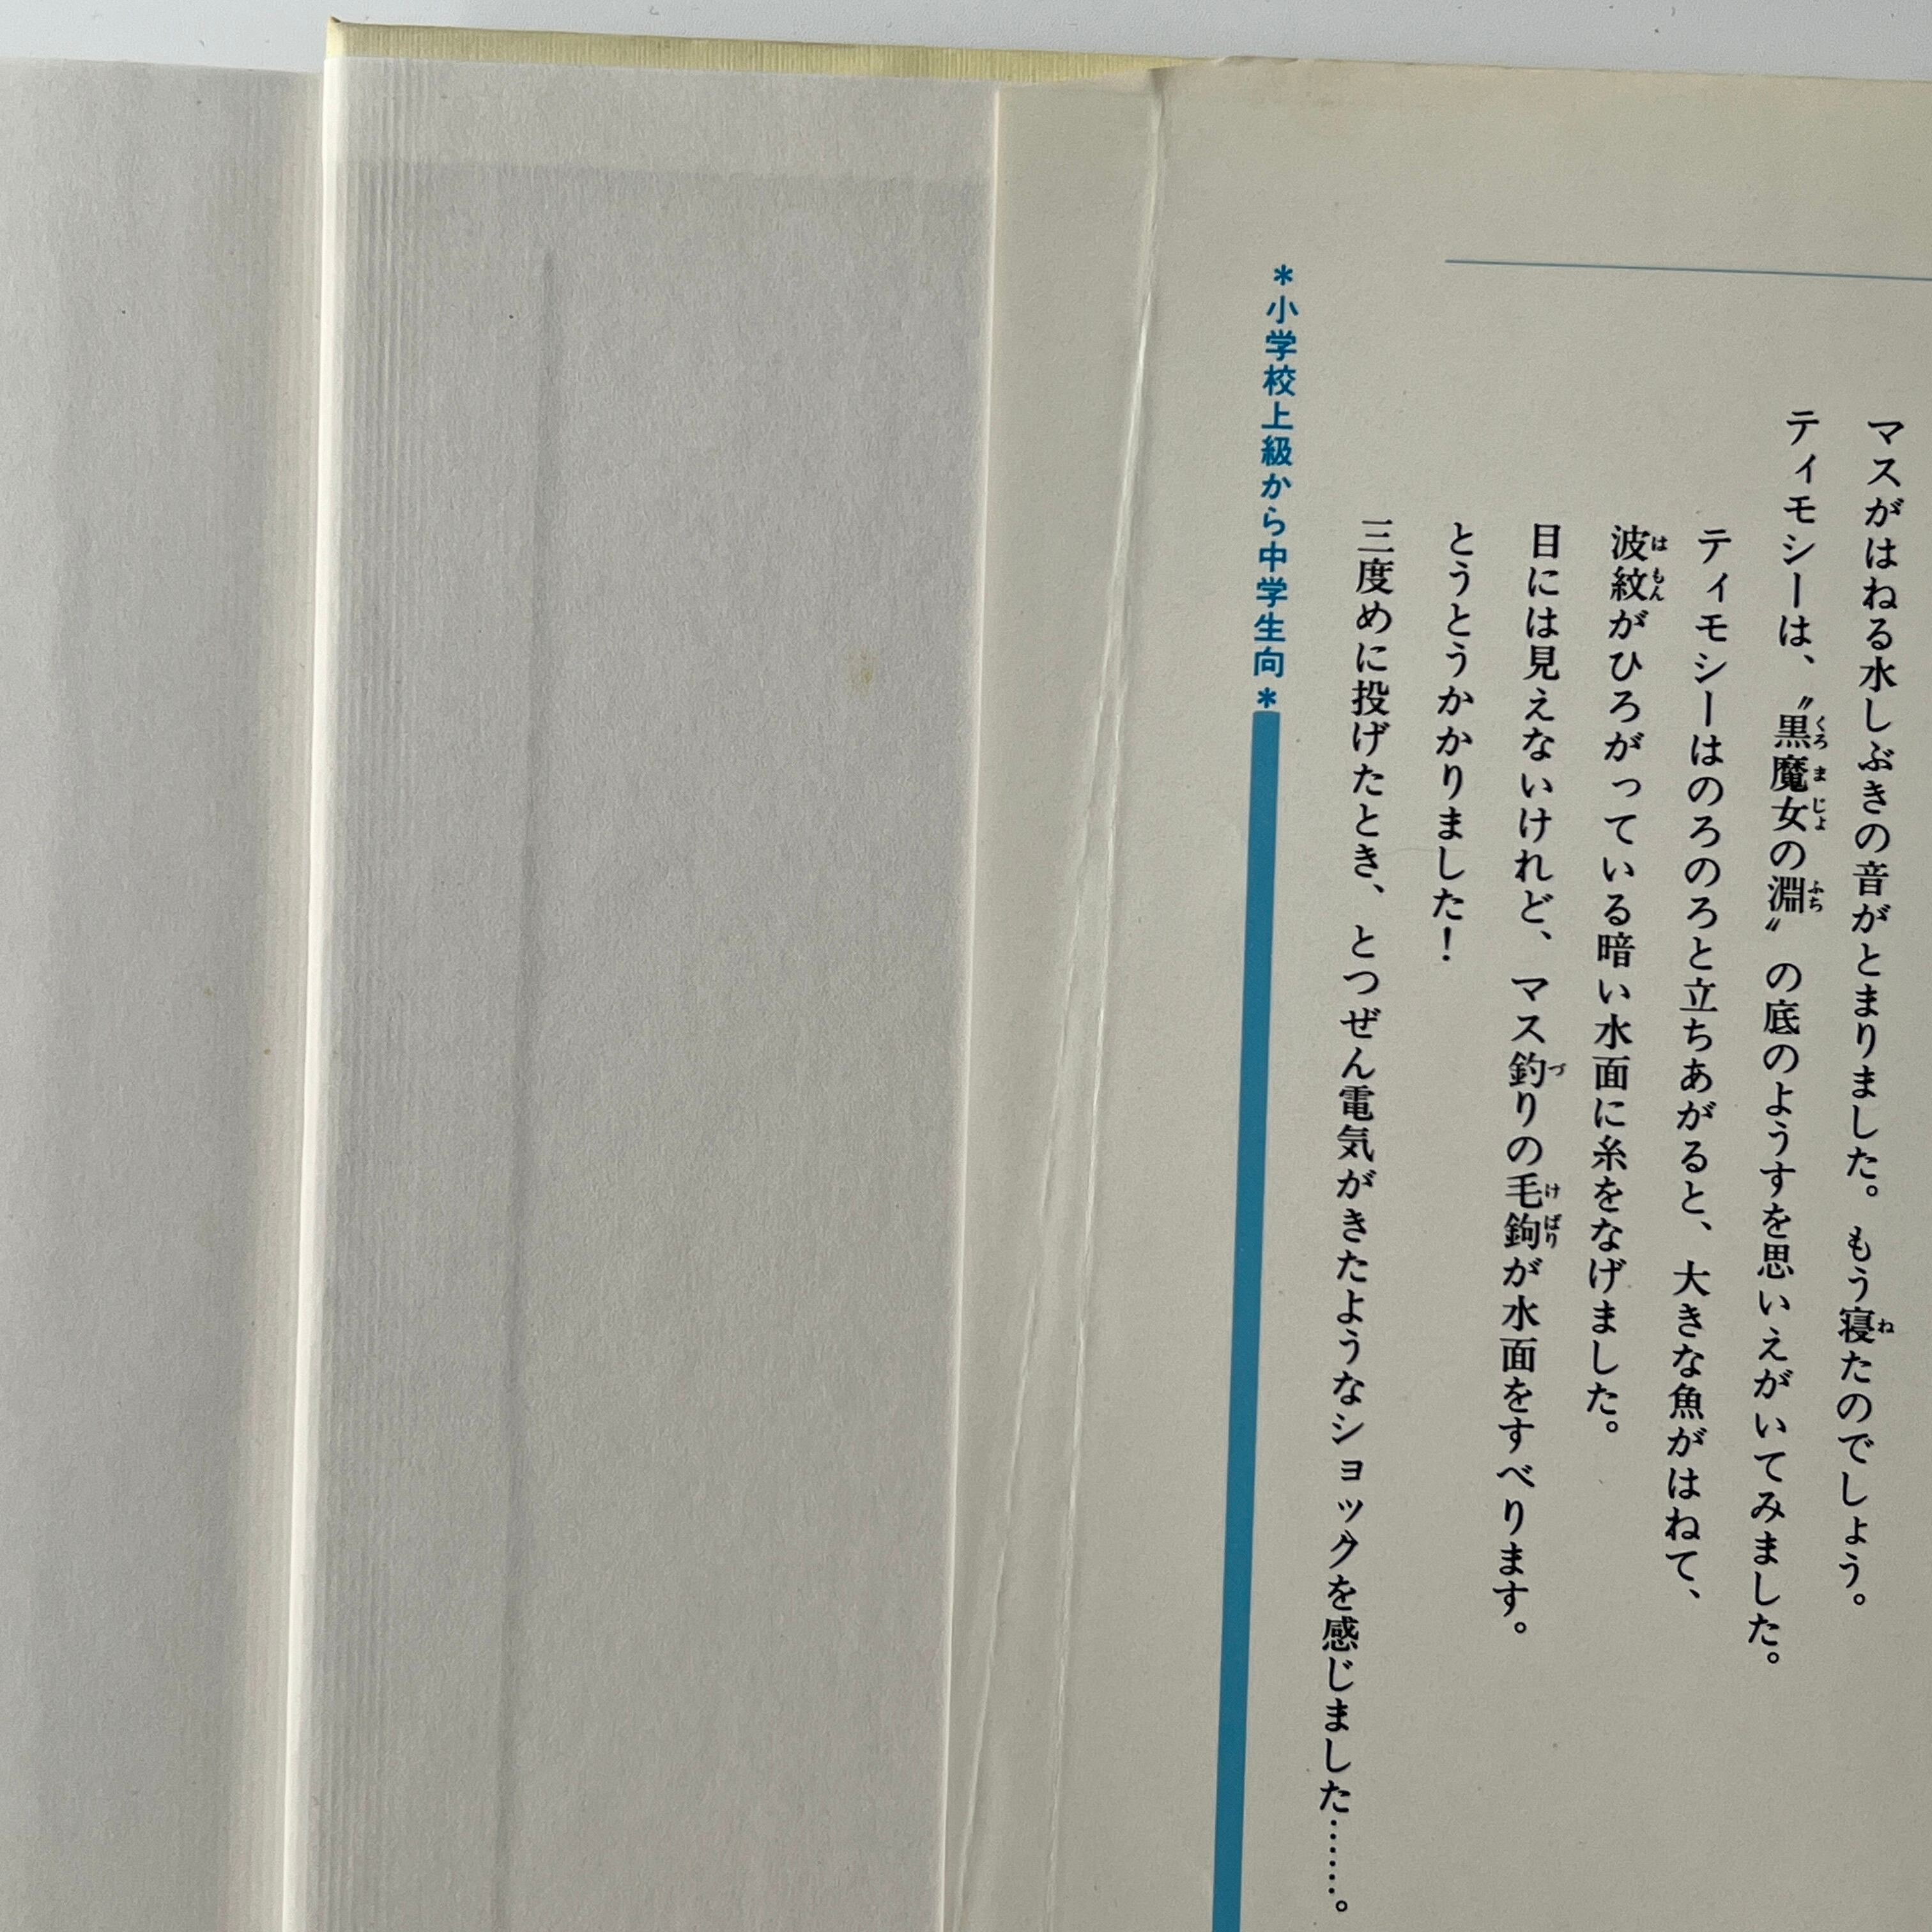 マスがはねる水しぶきの音がとまりました。もう寝たのでしょう。
ティモシーは、〝黒魔女の淵〟の底のようすを思いえがいてみました。
ティモシーはのろのろと立ちあがると、大きな魚がはねて、
波紋がひろがっている暗い水面に糸をなげました。
目には見えないけれど、マス釣りの毛鉤が水面をすべります。
とうとうかかりました！
三度めに投げたとき、とつぜん電気がきたようなショックを感じました……。
＊小学校上級から中学生向＊